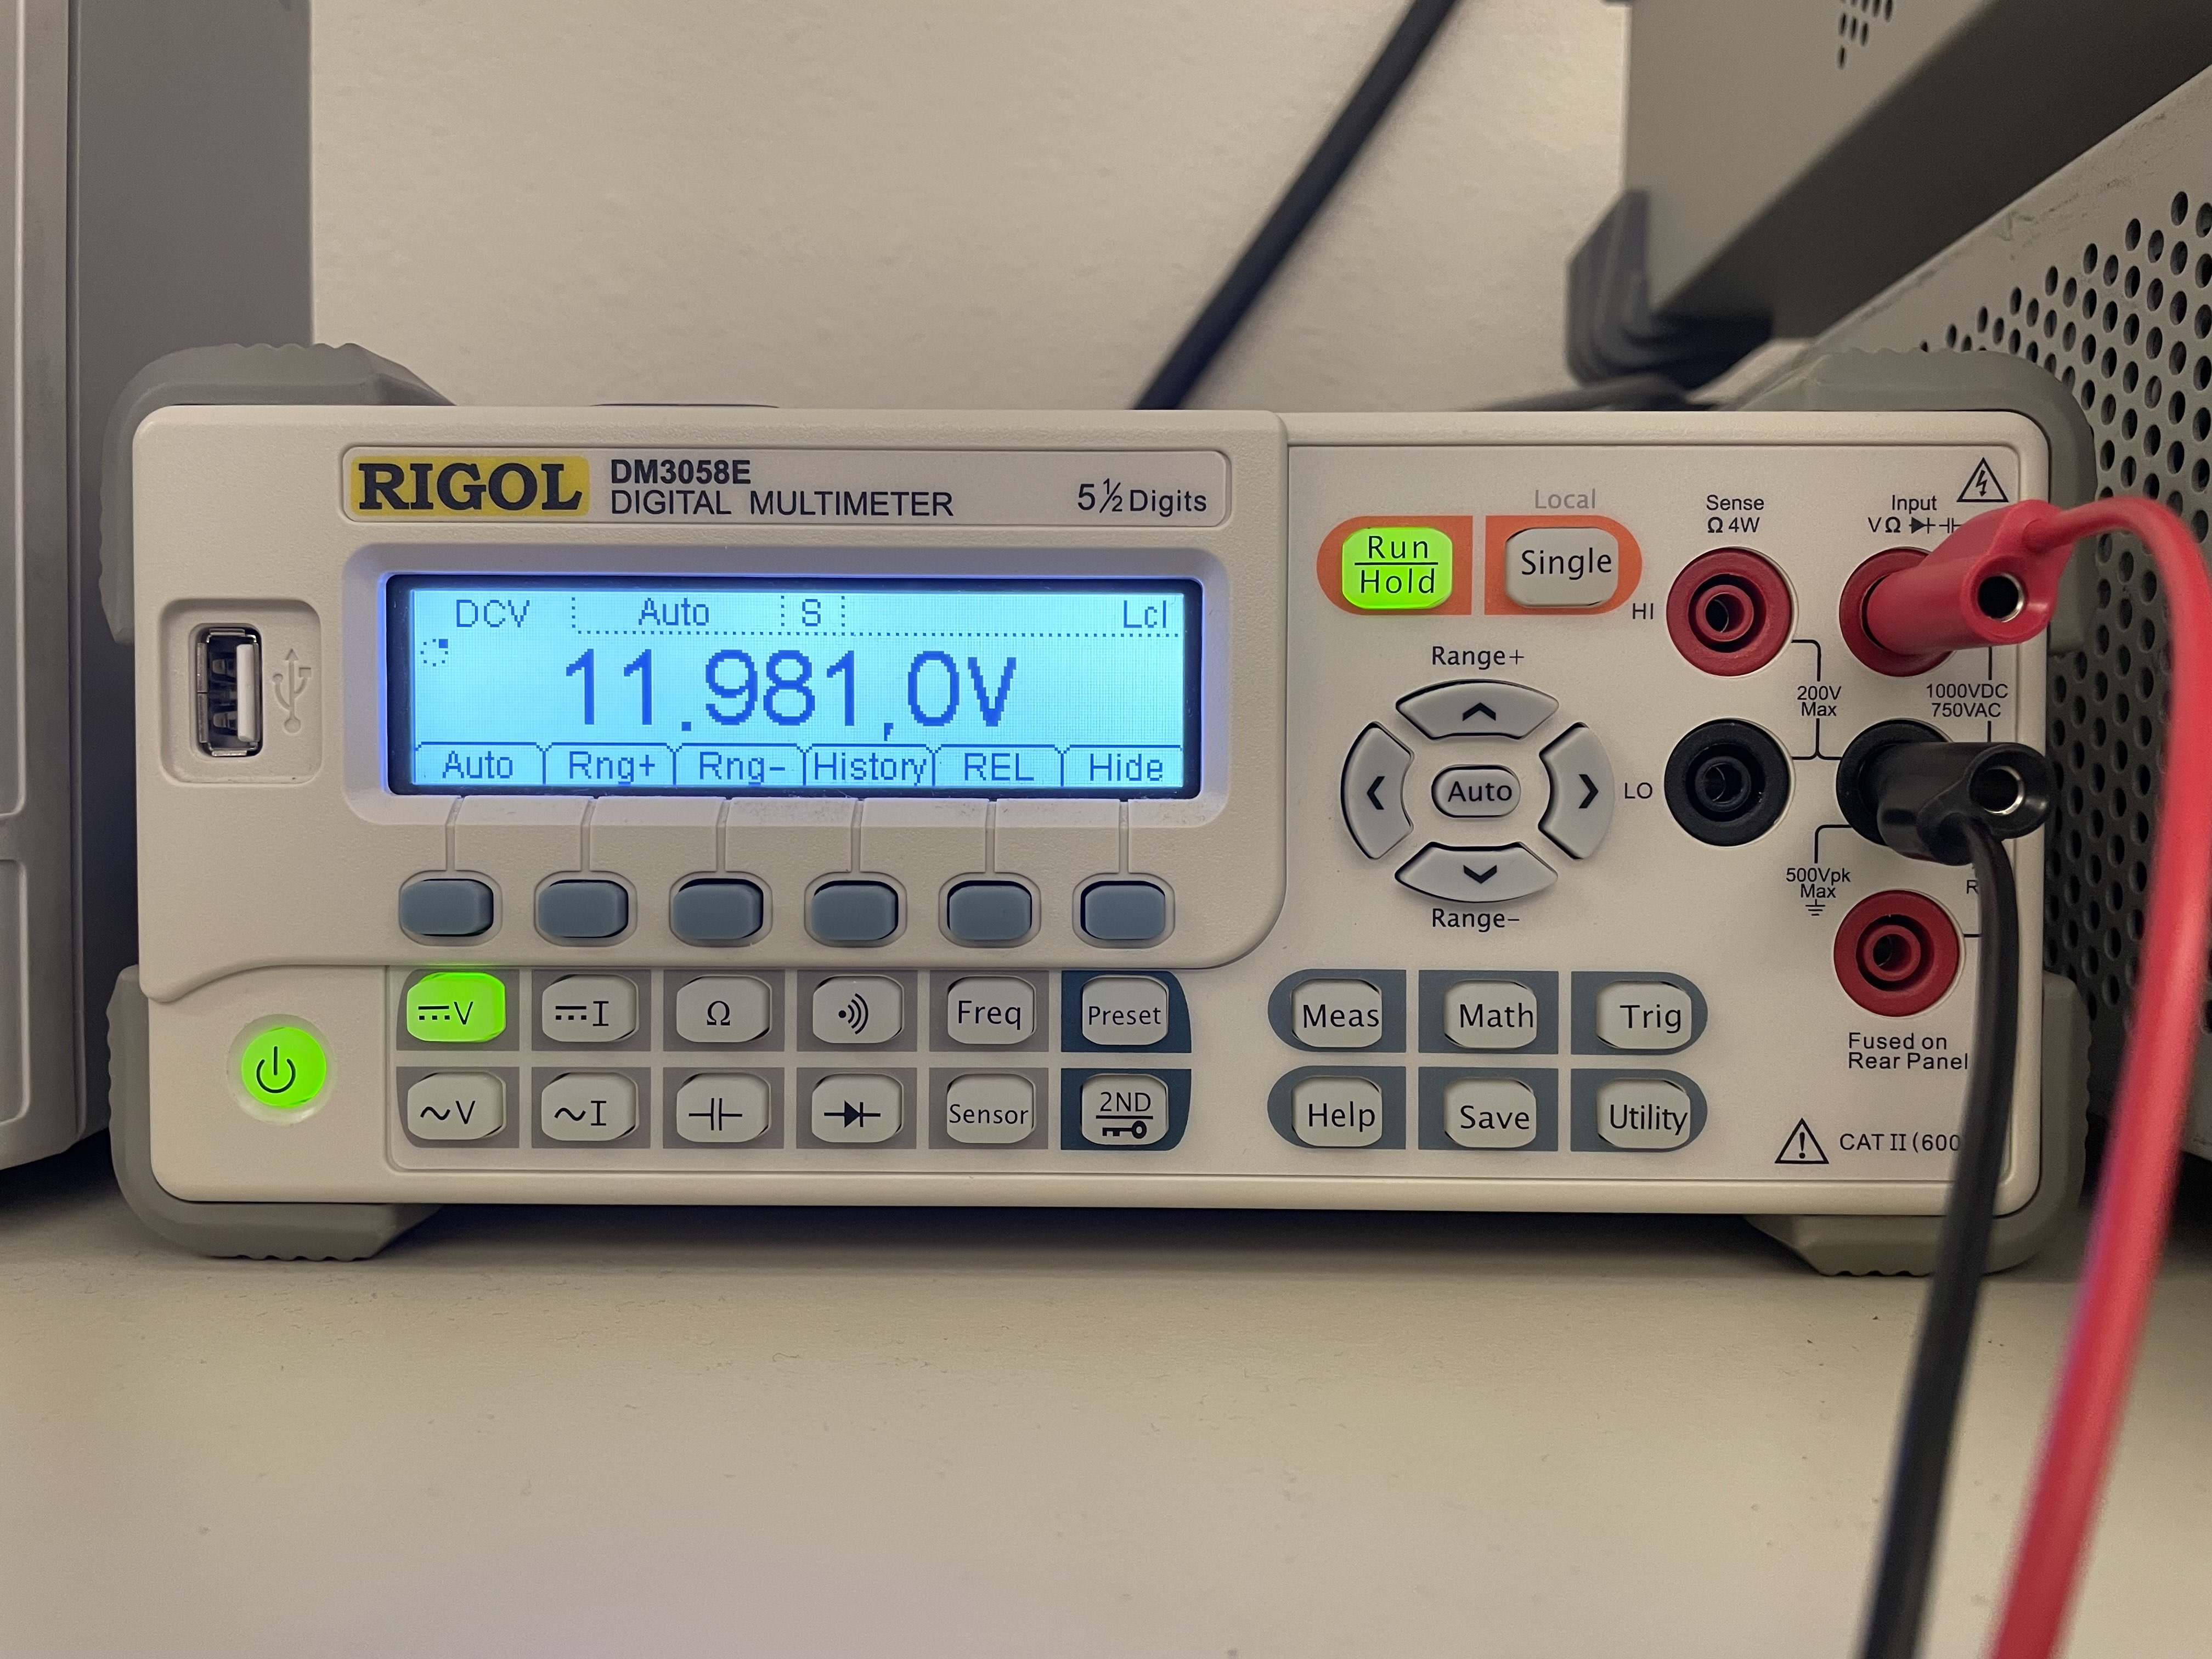 RIGOL
DM3058E
DIGITAL MULTIMETER
5½ Digits
DCV Auto S Lcl
11.981,0V
Auto Rng+ Rng- History REL Hide
Run
Hold
Local
Single
Range+
Auto
Range-
Sense
Ω 4W
Input
VΩ
HI
LO
200V
Max
1000VDC
750VAC
500Vpk
Max
Fused on
Rear Panel
V I Ω Freq Preset
~V ~I Sensor 2ND
Meas Math Trig
Help Save Utility
CAT II (600